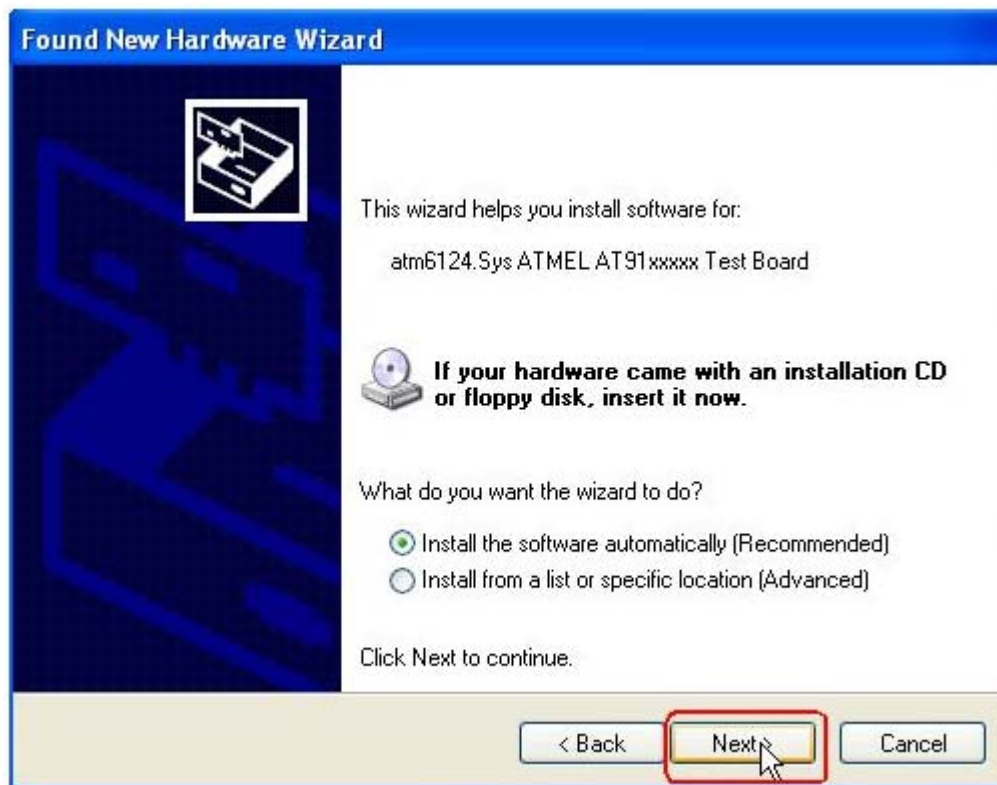 Found New Hardware Wizard
This wizard helps you install software for:
atm6124.Sys ATMEL AT91xxxxx Test Board
If your hardware came with an installation CD
or floppy disk, insert it now.
What do you want the wizard to do?
Install the software automatically (Recommended)
Install from a list or specific location (Advanced)
Click Next to continue.
< Back
Next >
Cancel